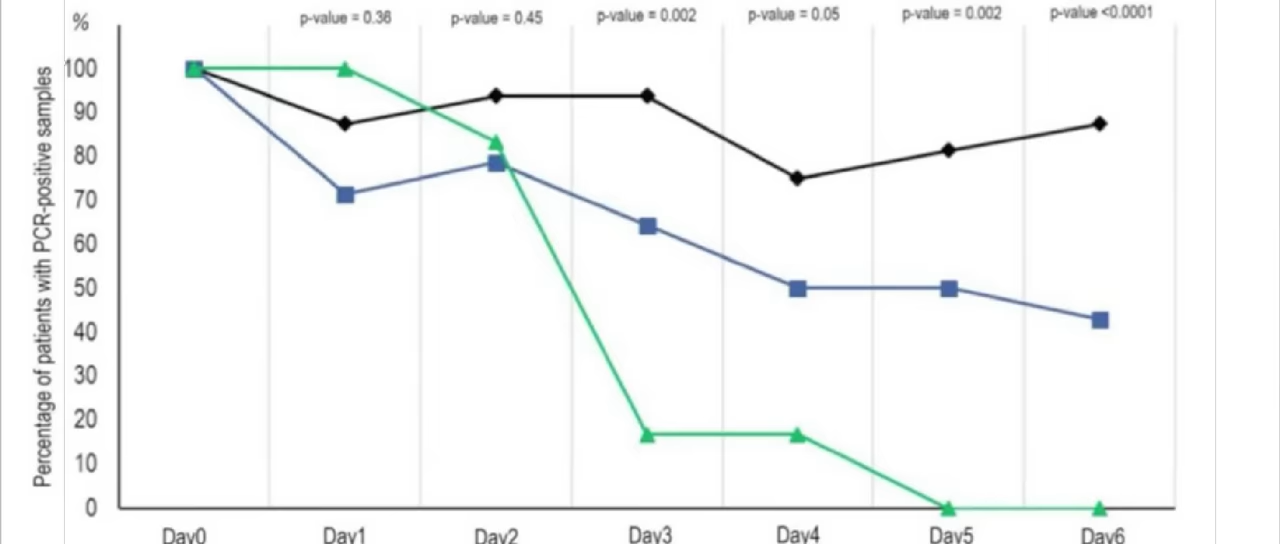 %
p-value = 0.36
p-value = 0.45
p-value = 0.002
p-value = 0.05
p-value = 0.002
p-value <0.0001
Percentage of patients with PCR-positive samples
100
90
80
70
60
50
40
30
20
10
0
Day0
Day1
Day2
Day3
Day4
Day5
Day6